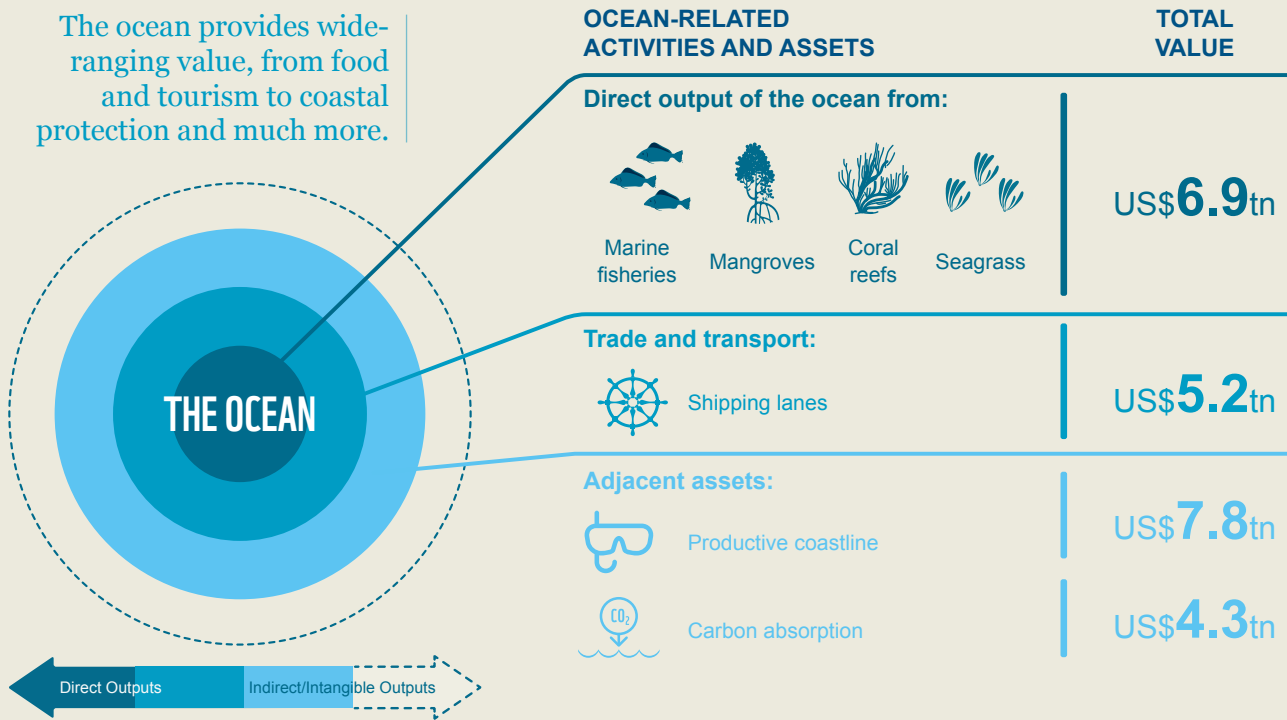 The ocean provides wide-
ranging value, from food
and tourism to coastal
protection and much more.
OCEAN-RELATED
ACTIVITIES AND ASSETS
TOTAL
VALUE
Direct output of the ocean from:
Marine
fisheries
Mangroves
Coral
reefs
Seagrass
US$6.9tn
THE OCEAN
Trade and transport:
Shipping lanes
US$5.2tn
Adjacent assets:
Productive coastline
US$7.8tn
CO₂
Carbon absorption
US$4.3tn
Direct Outputs
Indirect/Intangible Outputs